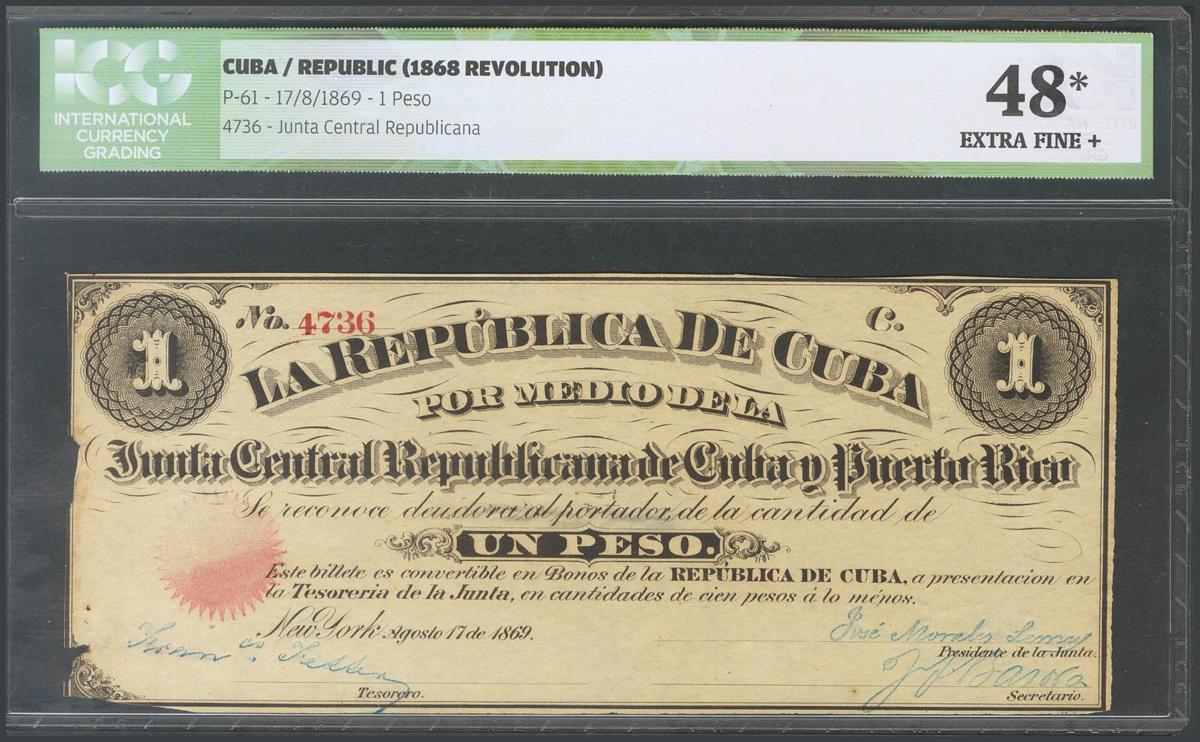 ICG
INTERNATIONAL
CURRENCY
GRADING
CUBA / REPUBLIC (1868 REVOLUTION)
P-61 - 17/8/1869 - 1 Peso
4736 - Junta Central Republicana
48*
EXTRA FINE +
No. 4736
C.
1
1
LA REPÚBLICA DE CUBA
POR MEDIO DE LA
Junta Central Republicana de Cuba y Puerto Rico
Se reconoce deudora al portador, de la cantidad de
UN PESO.
Este billete es convertible en Bonos de la REPÚBLICA DE CUBA, a presentacion en
la Tesoreria de la Junta, en cantidades de cien pesos á lo ménos.
New York, Agosto 17 de 1869.
José Morales Lemus
Presidente de la Junta.
Fran co.
Tesorero.
Secretario.